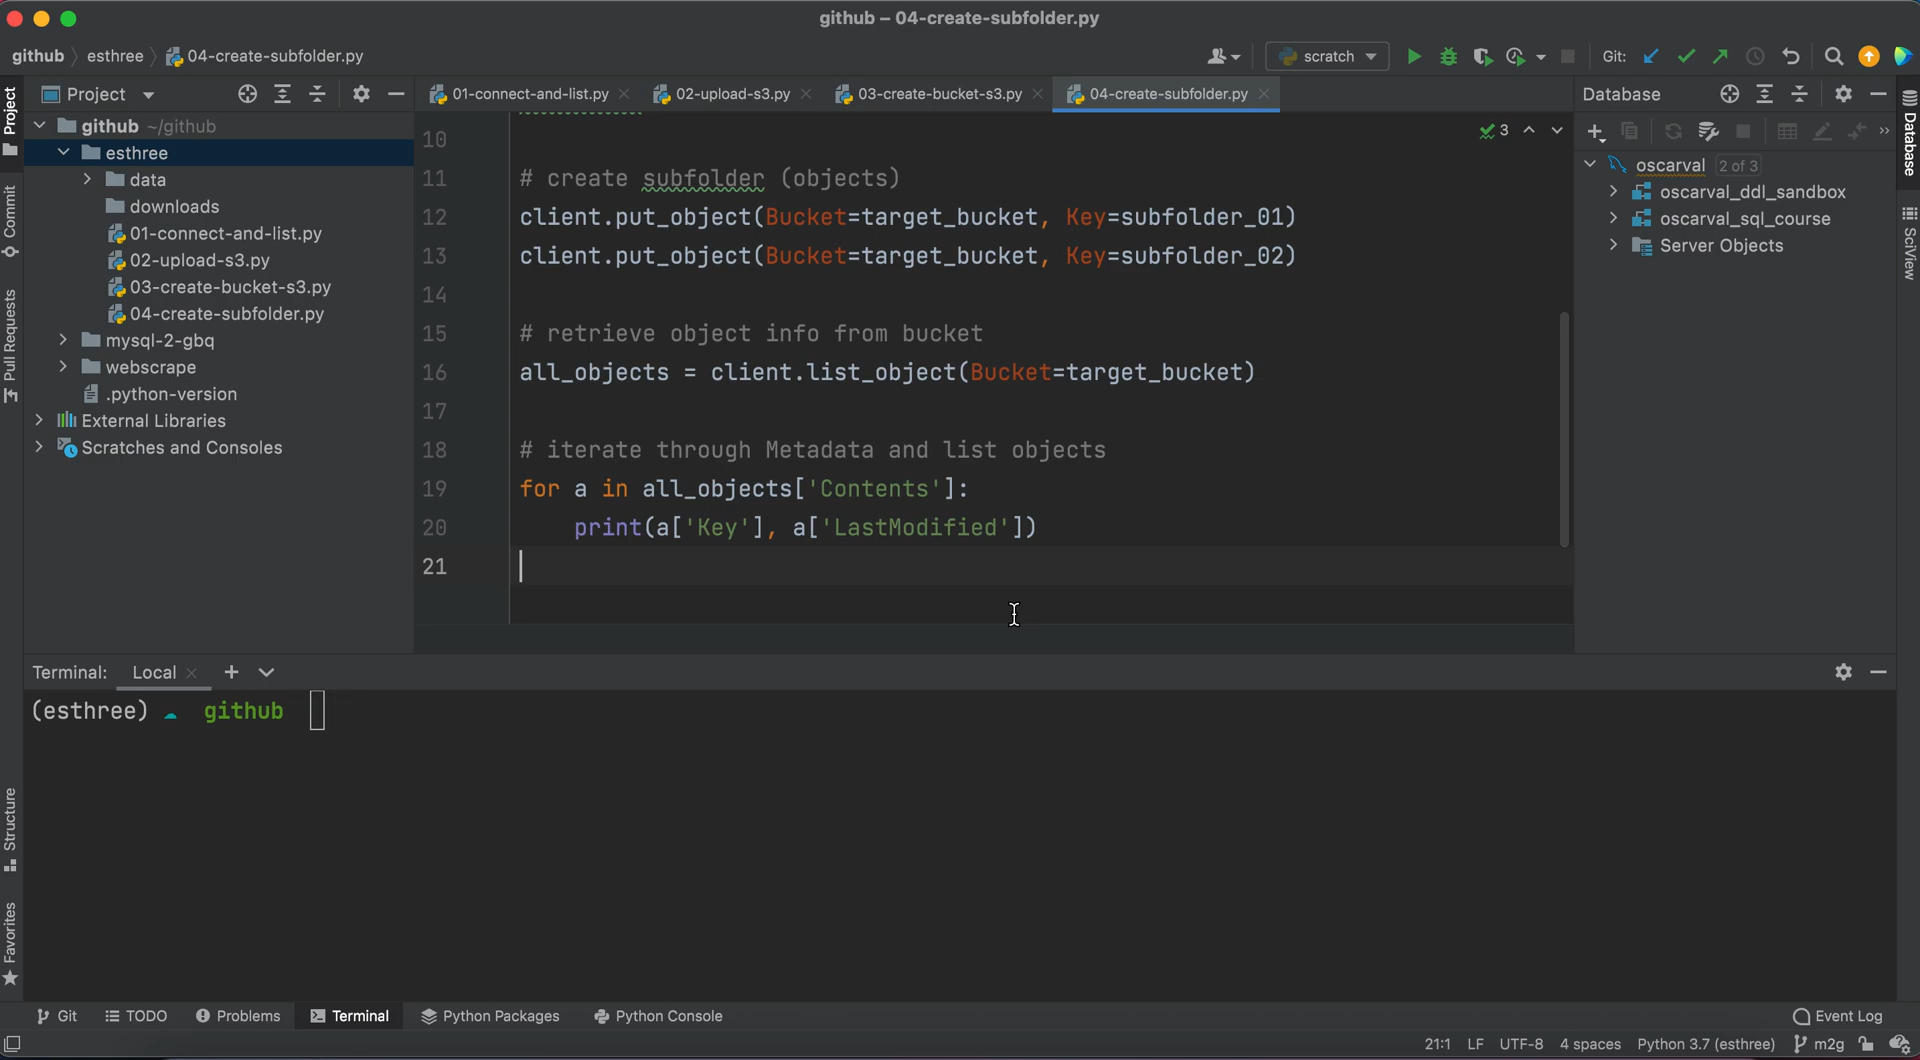 github – 04-create-subfolder.py
github esthree 04-create-subfolder.py
scratch
Git:
Project
01-connect-and-list.py
02-upload-s3.py
03-create-bucket-s3.py
04-create-subfolder.py
Database
Project
Commit
Pull Requests
Structure
Favorites
github ~/github
esthree
data
downloads
01-connect-and-list.py
02-upload-s3.py
03-create-bucket-s3.py
04-create-subfolder.py
mysql-2-gbq
webscrape
.python-version
External Libraries
Scratches and Consoles
3
10
11 # create subfolder (objects)
12 client.put_object(Bucket=target_bucket, Key=subfolder_01)
13 client.put_object(Bucket=target_bucket, Key=subfolder_02)
14
15 # retrieve object info from bucket
16 all_objects = client.list_object(Bucket=target_bucket)
17
18 # iterate through Metadata and list objects
19 for a in all_objects['Contents']:
20 print(a['Key'], a['LastModified'])
21
oscarval 2 of 3
oscarval_ddl_sandbox
oscarval_sql_course
Server Objects
Database
SciView
Terminal: Local
(esthree) github
Git
TODO
Problems
Terminal
Python Packages
Python Console
Event Log
21:1 LF UTF-8 4 spaces Python 3.7 (esthree) m2g